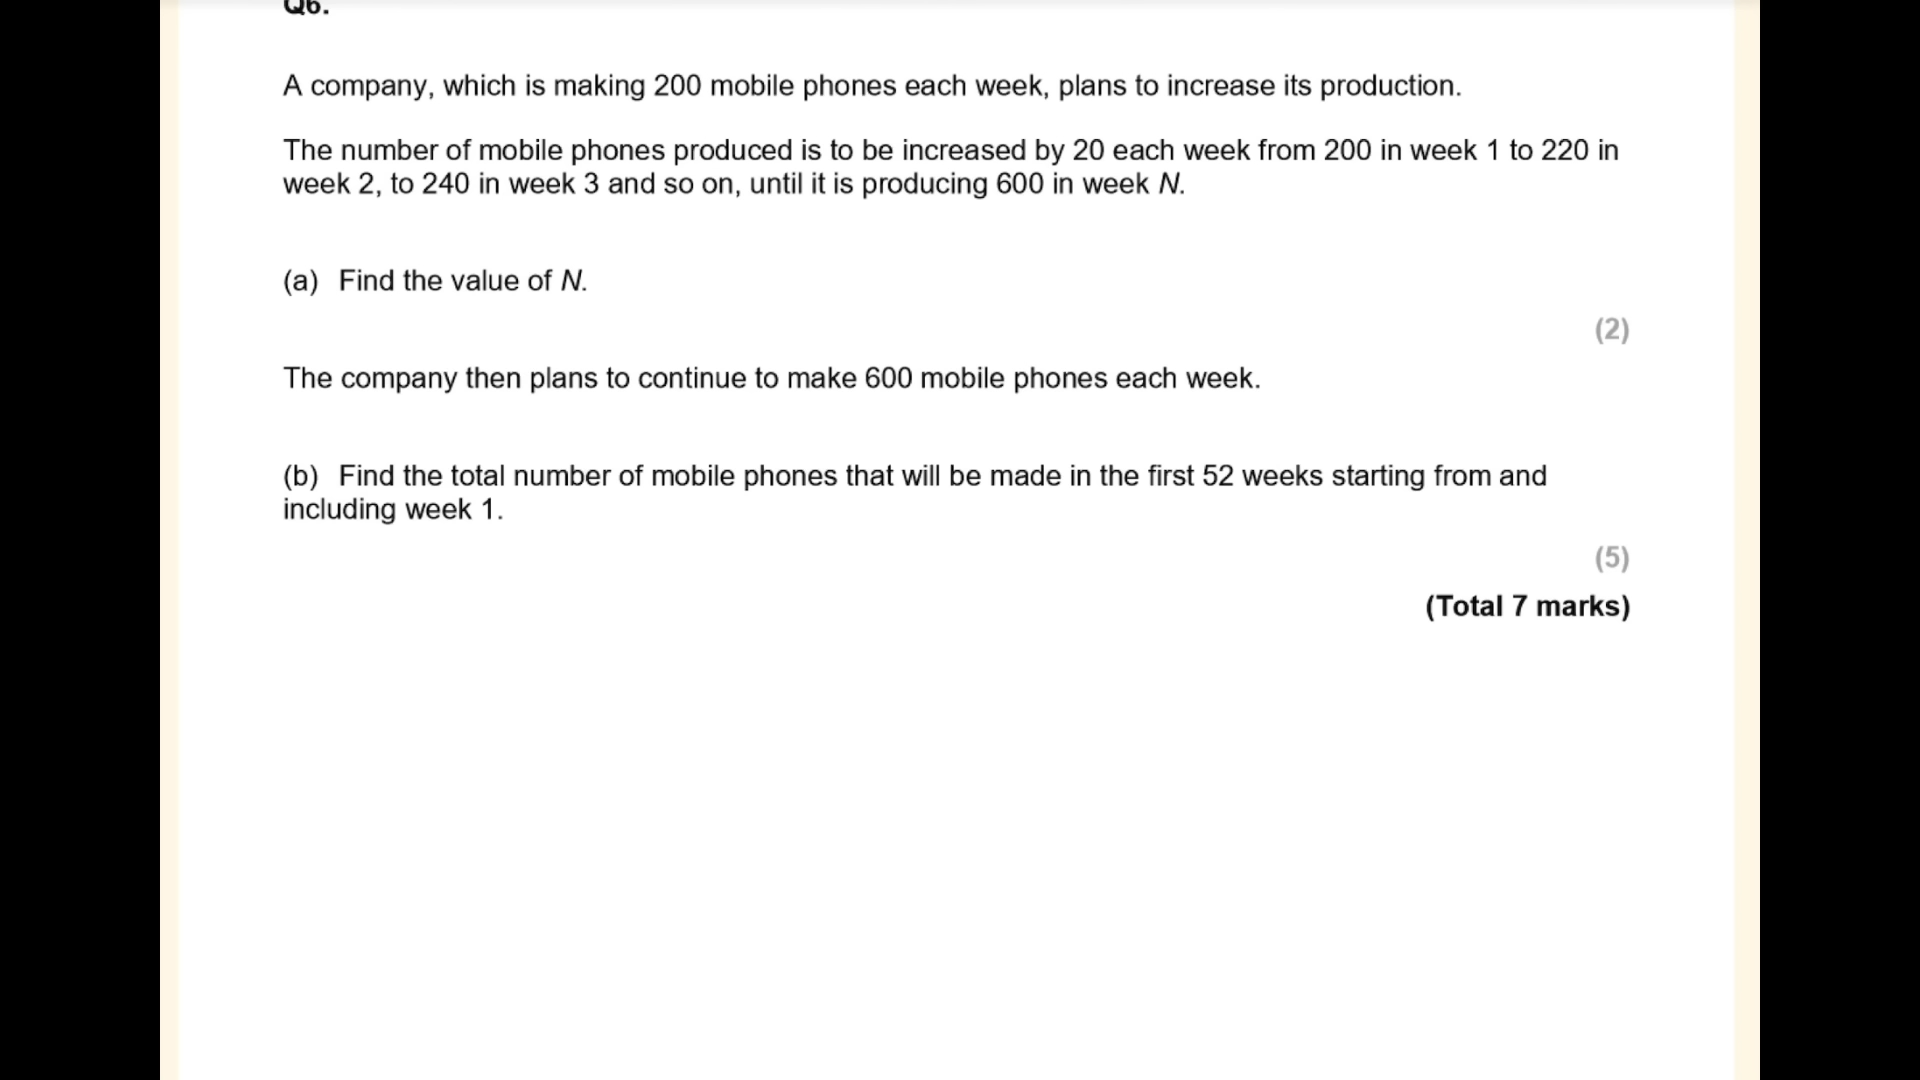 Q6.
A company, which is making 200 mobile phones each week, plans to increase its production.
The number of mobile phones produced is to be increased by 20 each week from 200 in week 1 to 220 in
week 2, to 240 in week 3 and so on, until it is producing 600 in week N.
(a) Find the value of N.
(2)
The company then plans to continue to make 600 mobile phones each week.
(b) Find the total number of mobile phones that will be made in the first 52 weeks starting from and
including week 1.
(5)
(Total 7 marks)